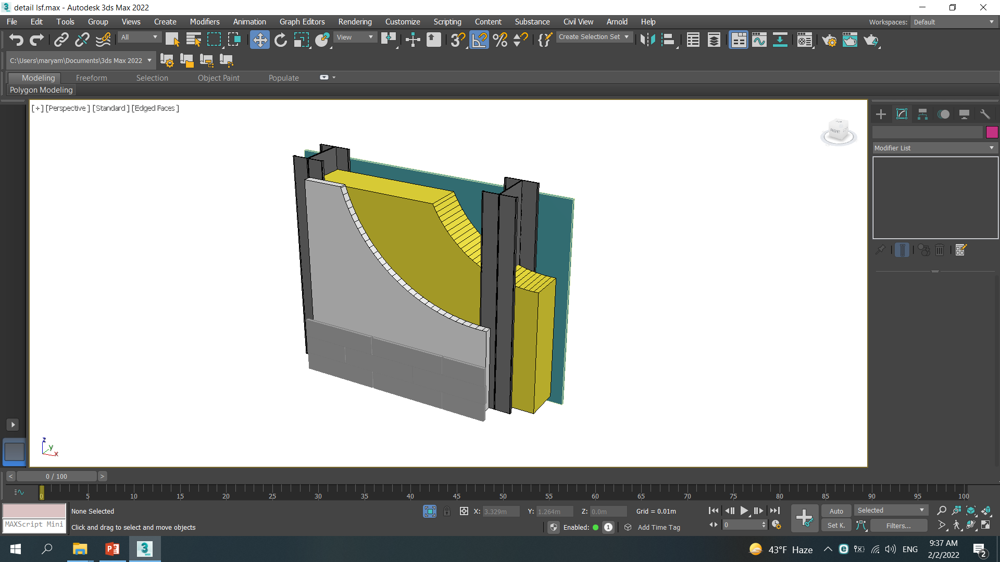 detail lsf.max - Autodesk 3ds Max 2022
File Edit Tools Group Views Create Modifiers Animation Graph Editors Rendering Customize Scripting Content Substance Civil View Arnold Help
Workspaces: Default
All
View
Create Selection Set
C:\Users\maryam\Documents\3ds Max 2022
Modeling Freeform Selection Object Paint Populate
Polygon Modeling
[+] [Perspective] [Standard] [Edged Faces]
FRONT
Modifier List
z
y
x
< 0 / 100 >
0 5 10 15 20 25 30 35 40 45 50 55 60 65 70 75 80 85 90 95 100
None Selected
X: 3.329m Y: 1.264m Z: 0.0m Grid = 0.01m
Auto Selected
MAXScript Mini
Click and drag to select and move objects
Enabled: 1 Add Time Tag
0
Set K. Filters...
43°F Haze
ENG
9:37 AM
2/2/2022
2